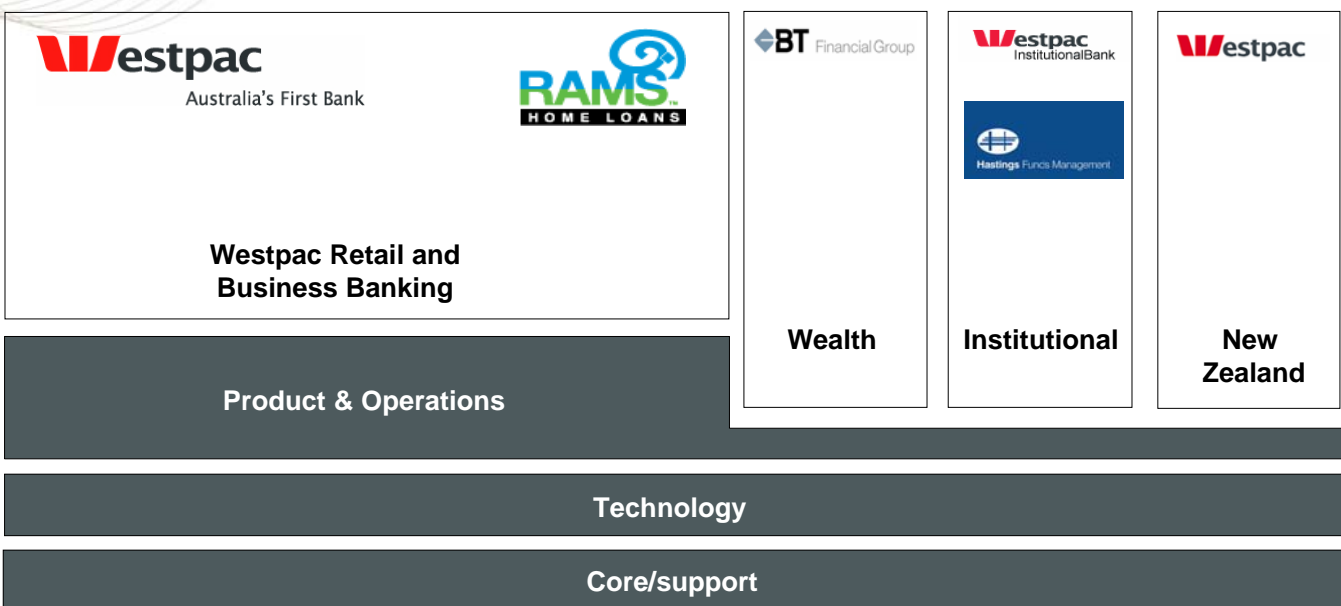 Westpac
Australia's First Bank
RAMS™
HOME LOANS
Westpac Retail and
Business Banking
BT Financial Group
Wealth
Westpac
InstitutionalBank
Hastings Funds Management
Institutional
Westpac
New
Zealand
Product & Operations
Technology
Core/support